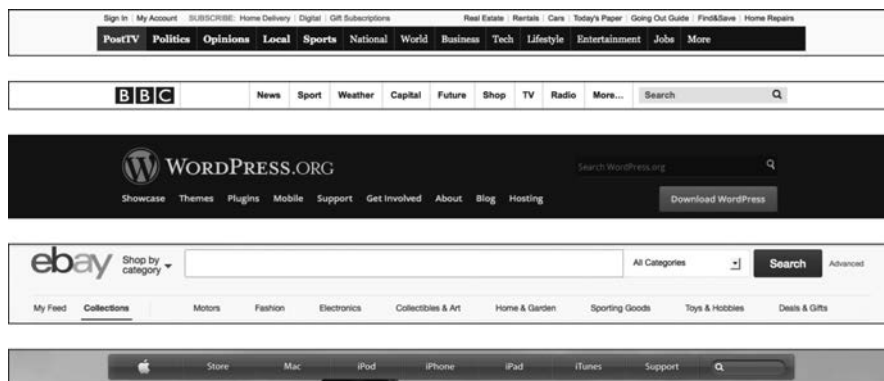 Sign In | My Account SUBSCRIBE: Home Delivery | Digital | Gift Subscriptions Real Estate | Rentals | Cars | Today's Paper | Going Out Guide | Find&Save | Home Repairs
PostTV Politics Opinions Local Sports National World Business Tech Lifestyle Entertainment Jobs More
BBC News Sport Weather Capital Future Shop TV Radio More... Search
WORDPRESS.ORG Search WordPress.org
Showcase Themes Plugins Mobile Support Get Involved About Blog Hosting Download WordPress
ebay Shop by category All Categories Search Advanced
My Feed Collections Motors Fashion Electronics Collectibles & Art Home & Garden Sporting Goods Toys & Hobbies Deals & Gifts
Store Mac iPod iPhone iPad iTunes Support